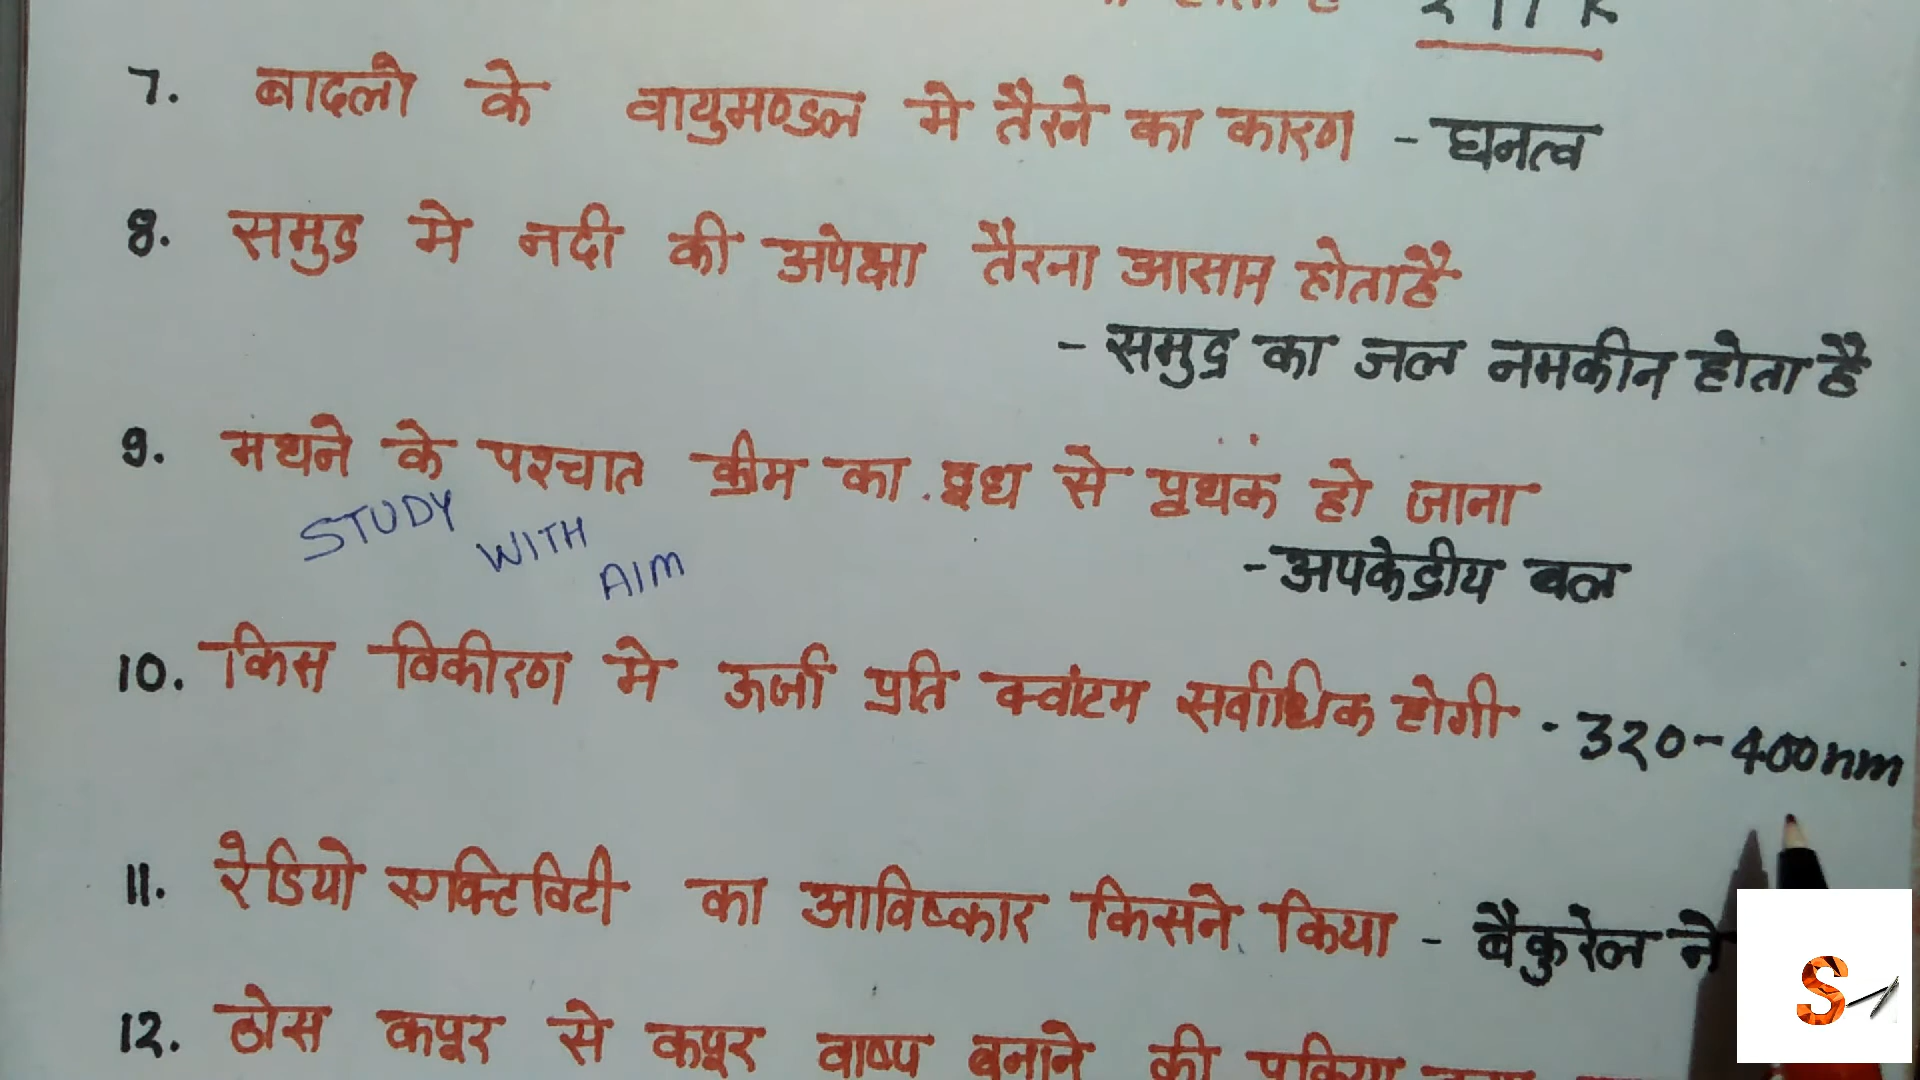 7. बादलो के वायुमण्डल मे तैरने का कारण - घनत्व
8. समुद्र मे नदी की अपेक्षा तैरना आसान होता है
- समुद्र का जल नमकीन होता है
9. मथने के पश्चात क्रीम का दूध से पृथक हो जाना
STUDY WITH AIM
- अपकेद्रीय बल
10. किस विकीरण मे ऊर्जा प्रति क्वांटम सर्वाधिक होगी - 320-400nm
11. रेडियो एक्टिविटी का आविष्कार किसने किया - बैकुरेल ने
12. ठोस कपूर से कपूर वाष्प बनाने की प्रक्रिया
S